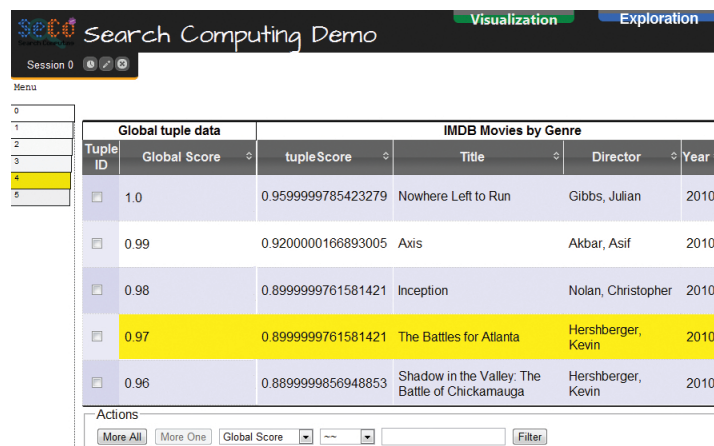 Visualization Exploration
seco Search Computing Demo
Session 0
Menu
0
1
2
3
4
5
Global tuple data IMDB Movies by Genre
Tuple ID Global Score tupleScore Title Director Year
1.0 0.9599999785423279 Nowhere Left to Run Gibbs, Julian 2010
0.99 0.9200000166893005 Axis Akbar, Asif 2010
0.98 0.8999999761581421 Inception Nolan, Christopher 2010
0.97 0.8999999761581421 The Battles for Atlanta Hershberger, Kevin 2010
0.96 0.8899999856948853 Shadow in the Valley: The Battle of Chickamauga Hershberger, Kevin 2010
Actions
More All More One Global Score ~~ Filter